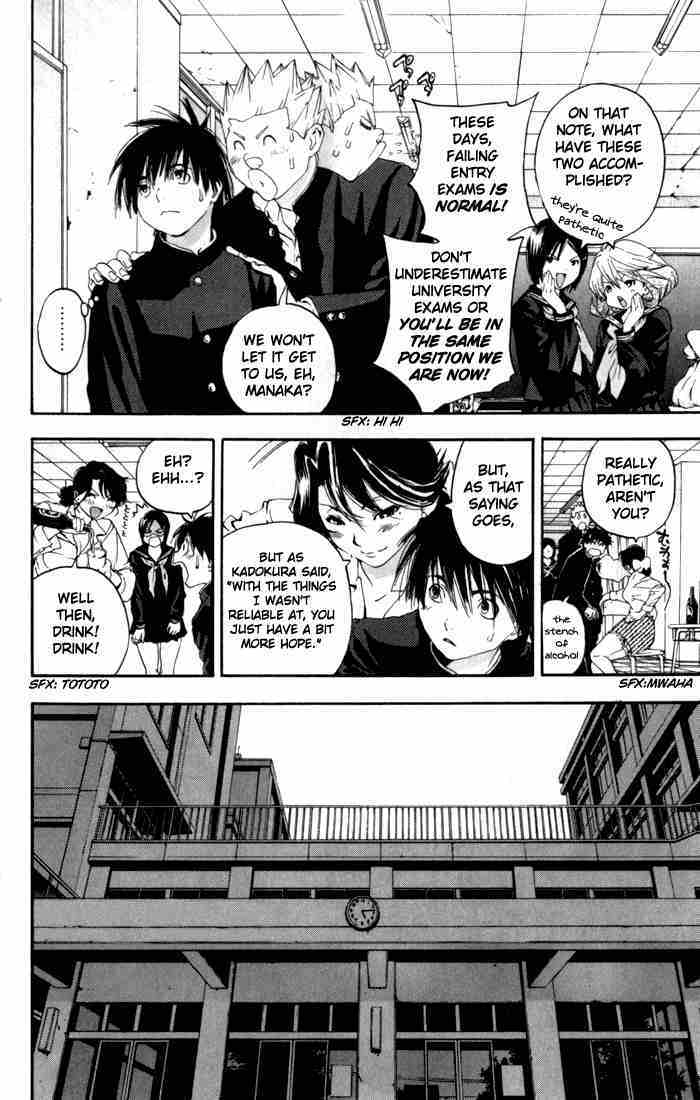 ON THAT
NOTE, WHAT
HAVE THESE
TWO ACCOM-
PLISHED?
they're quite
pathetic
THESE
DAYS,
FAILING
ENTRY
EXAMS IS
NORMAL!
DON'T
UNDERESTIMATE
UNIVERSITY
EXAMS OR
YOU'LL BE IN
THE SAME
POSITION WE
ARE NOW!
WE WON'T
LET IT GET
TO US, EH,
MANAKA?
.......
SFX: HI HI
REALLY
PATHETIC,
AREN'T
YOU?
the
stench
of
alcohol
SFX:MWAHA
BUT,
AS THAT
SAYING
GOES,
BUT AS
KADOKURA SAID,
"WITH THE THINGS
I WASN'T
RELIABLE AT, YOU
JUST HAVE A BIT
MORE HOPE."
EH?
EHH...?
WELL
THEN,
DRINK!
DRINK!
SFX: TOTOTO